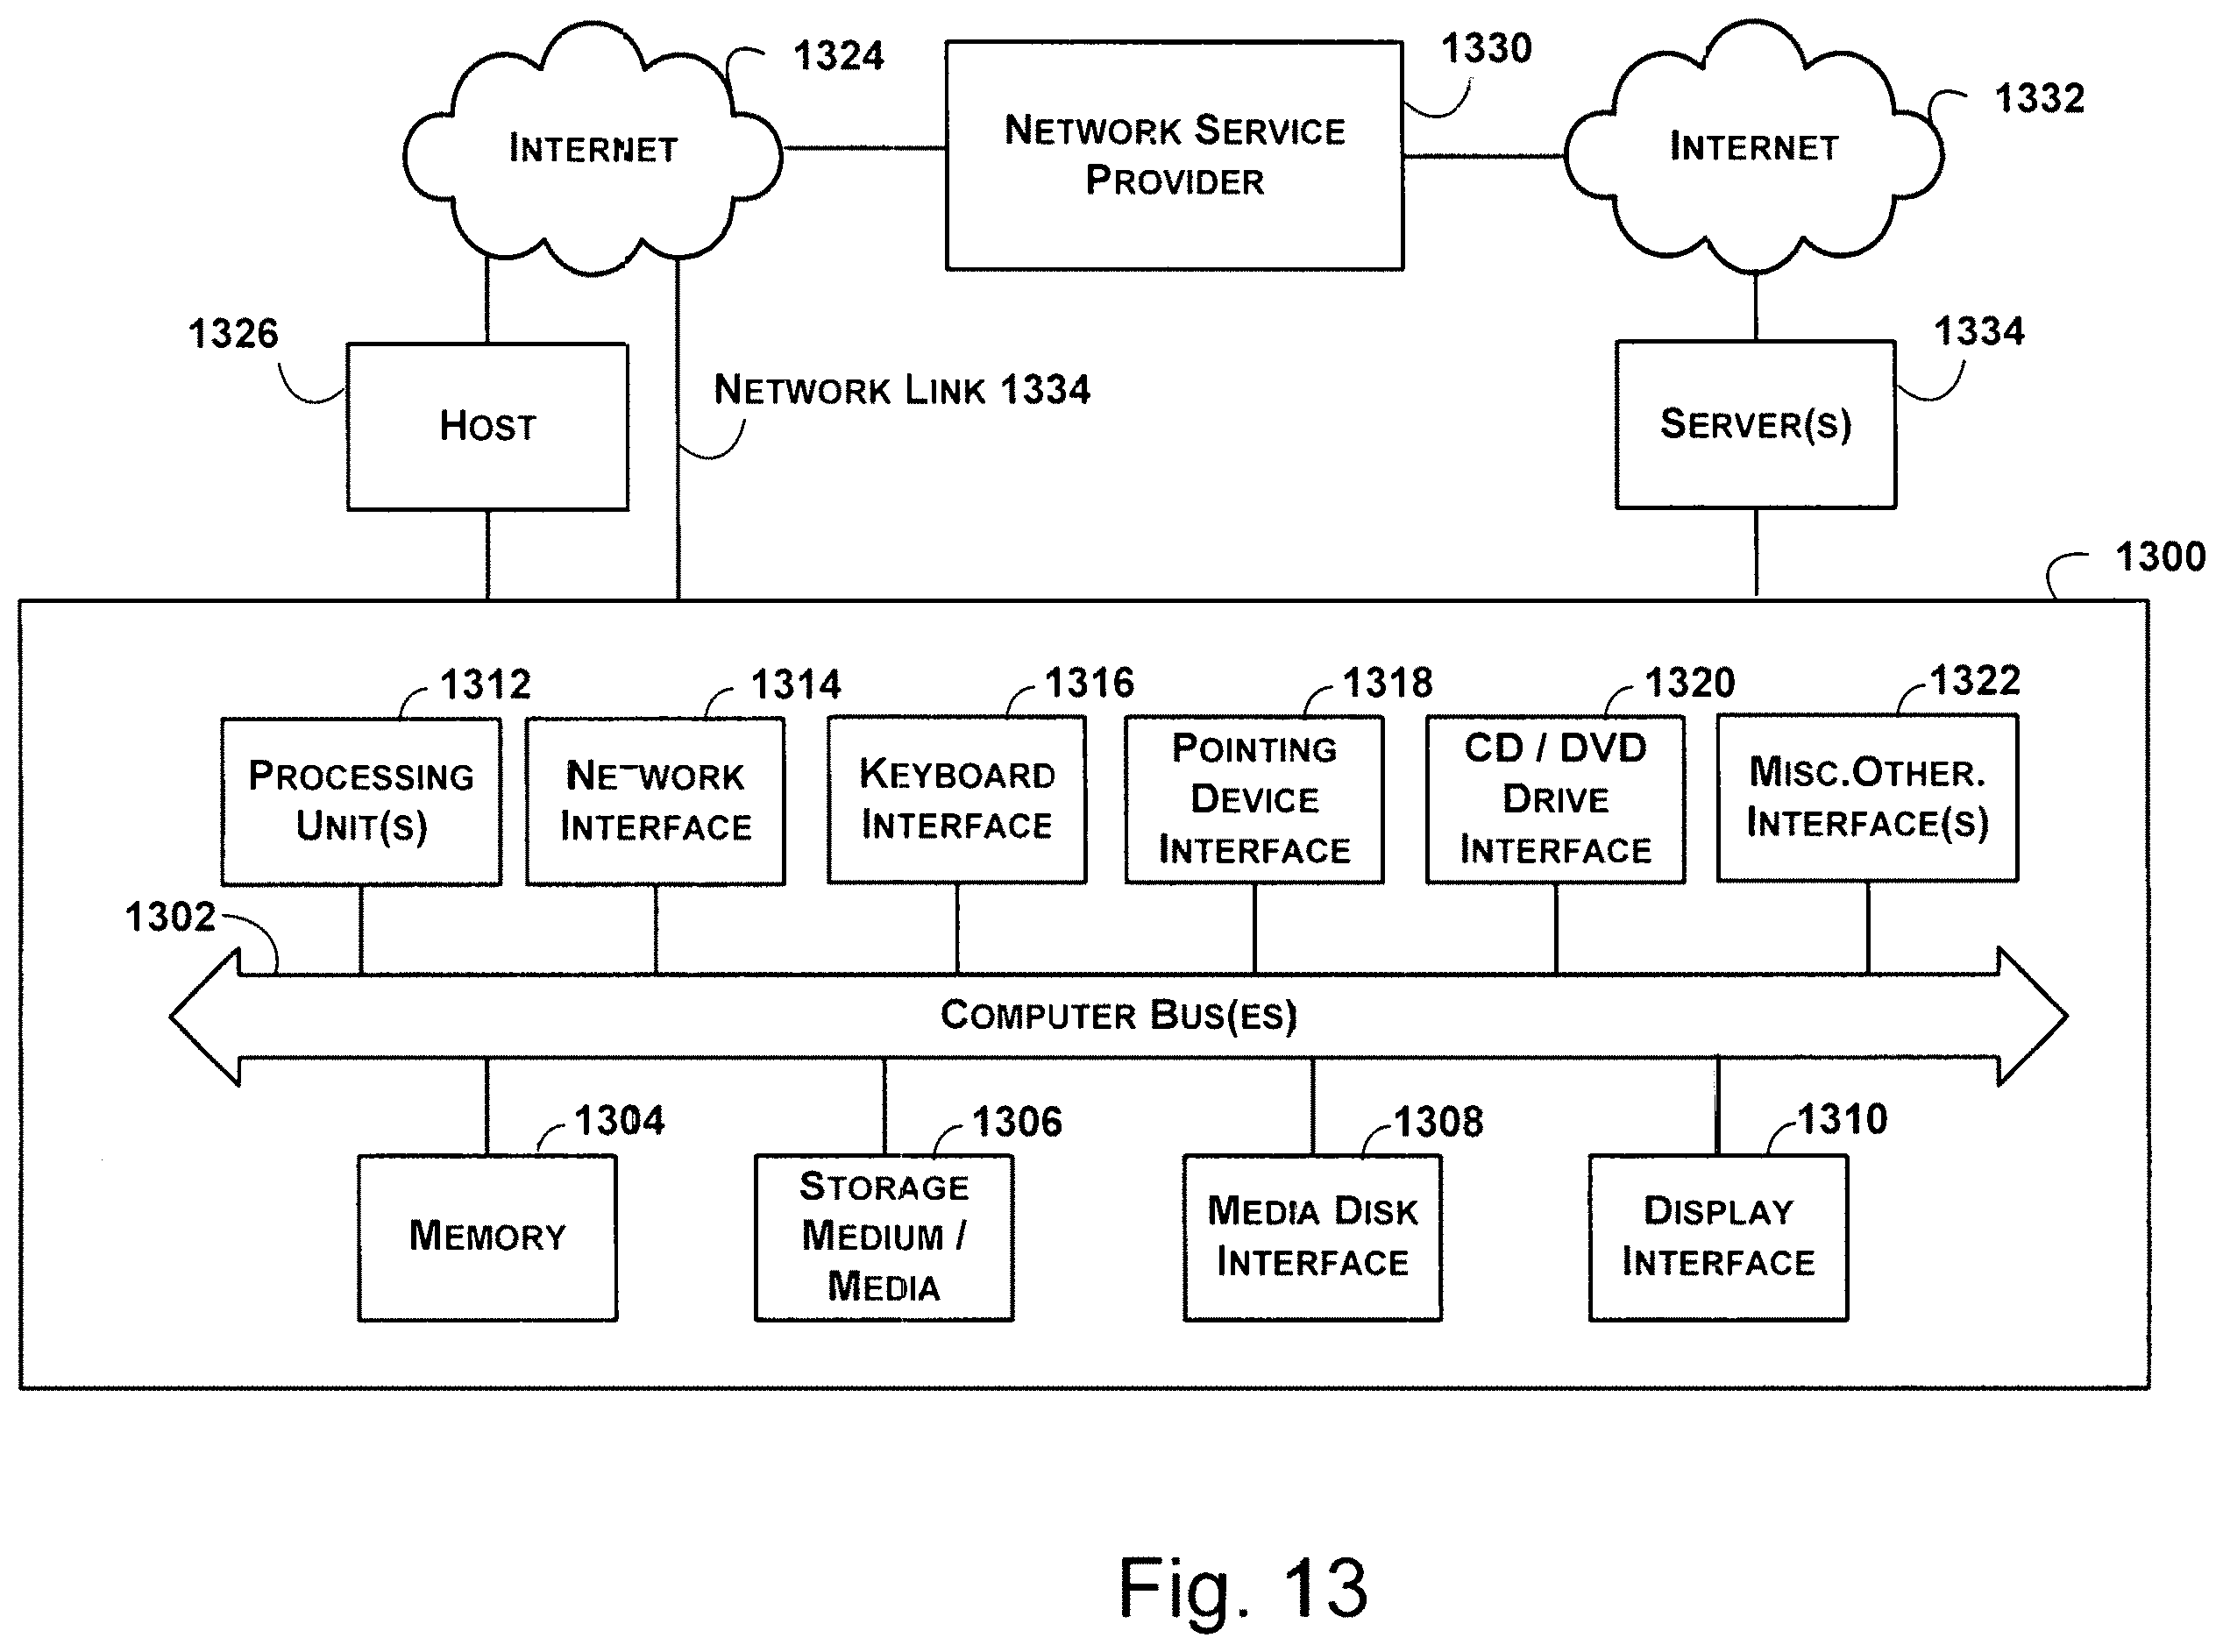 1324
INTERNET
1330
NETWORK SERVICE
PROVIDER
1332
INTERNET
1326
HOST
NETWORK LINK 1334
1334
SERVER(S)
1300
1312
PROCESSING
UNIT(S)
1314
NETWORK
INTERFACE
1316
KEYBOARD
INTERFACE
1318
POINTING
DEVICE
INTERFACE
1320
CD / DVD
DRIVE
INTERFACE
1322
MISC.OTHER.
INTERFACE(S)
1302
COMPUTER BUS(ES)
1304
MEMORY
1306
STORAGE
MEDIUM /
MEDIA
1308
MEDIA DISK
INTERFACE
1310
DISPLAY
INTERFACE
Fig. 13